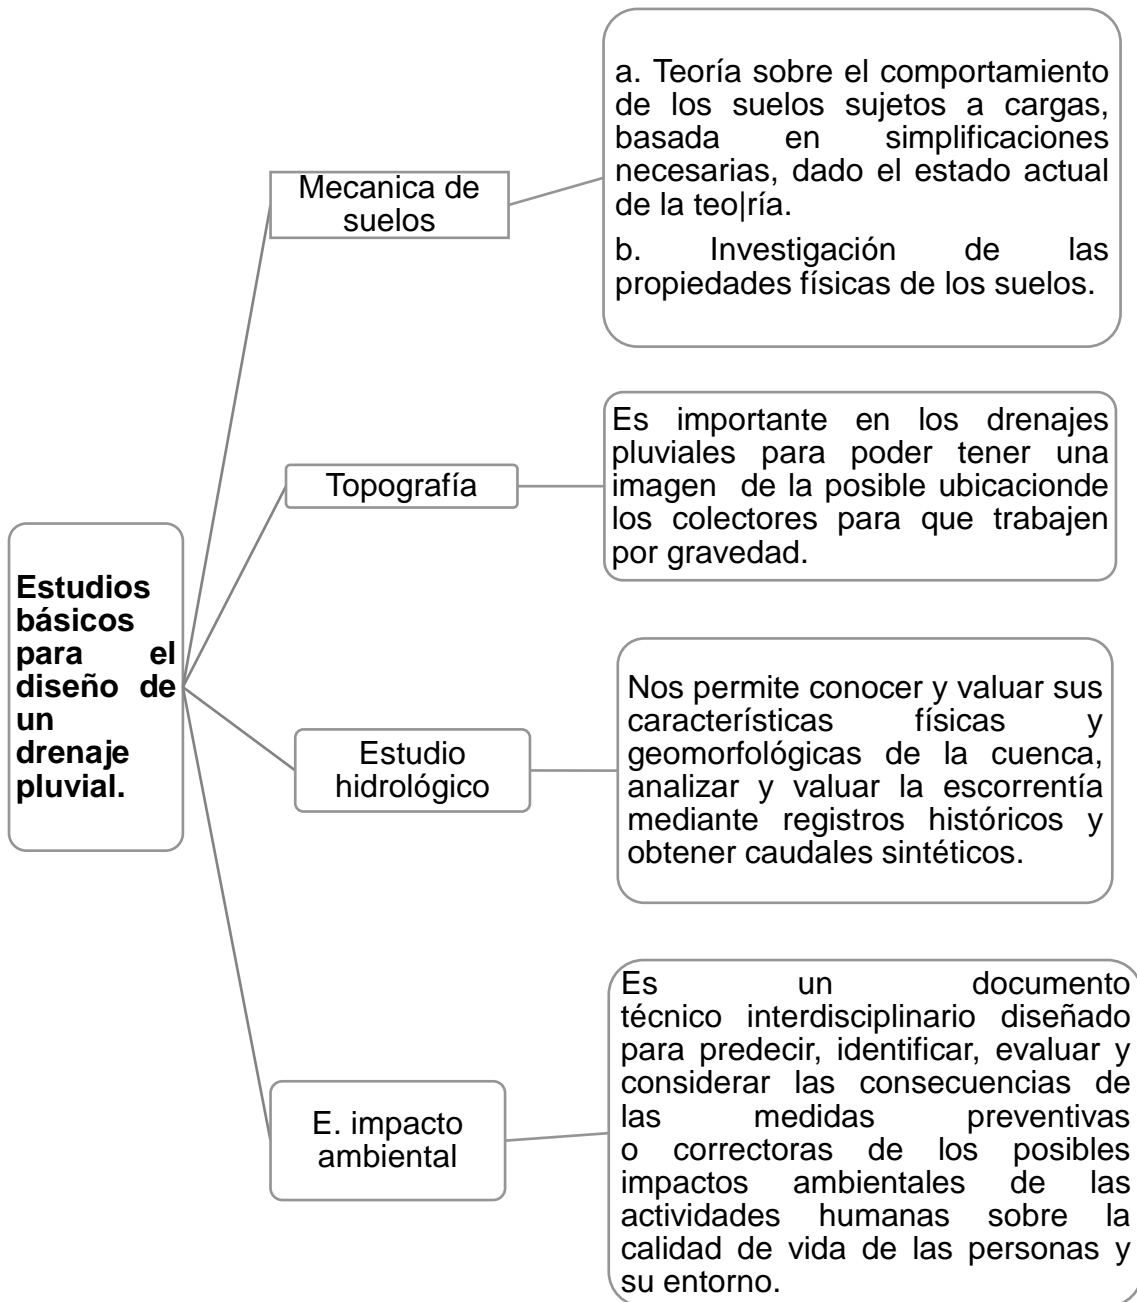 Estudios
básicos
para el
diseño de
un
drenaje
pluvial.
Mecanica de
suelos
a. Teoría sobre el comportamiento
de los suelos sujetos a cargas,
basada en simplificaciones
necesarias, dado el estado actual
de la teo|ría.
b. Investigación de las
propiedades físicas de los suelos.
Topografía
Es importante en los drenajes
pluviales para poder tener una
imagen de la posible ubicacionde
los colectores para que trabajen
por gravedad.
Estudio
hidrológico
Nos permite conocer y valuar sus
características físicas y
geomorfológicas de la cuenca,
analizar y valuar la escorrentía
mediante registros históricos y
obtener caudales sintéticos.
E. impacto
ambiental
Es un documento
técnico interdisciplinario diseñado
para predecir, identificar, evaluar y
considerar las consecuencias de
las medidas preventivas
o correctoras de los posibles
impactos ambientales de las
actividades humanas sobre la
calidad de vida de las personas y
su entorno.